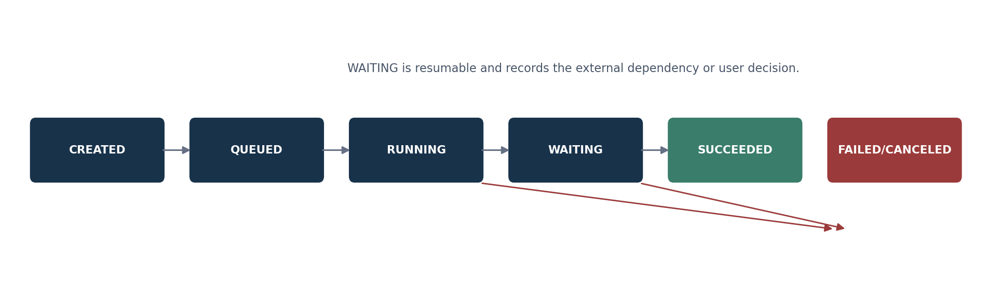 WAITING is resumable and records the external dependency or user decision.
CREATED
QUEUED
RUNNING
WAITING
SUCCEEDED
FAILED/CANCELED